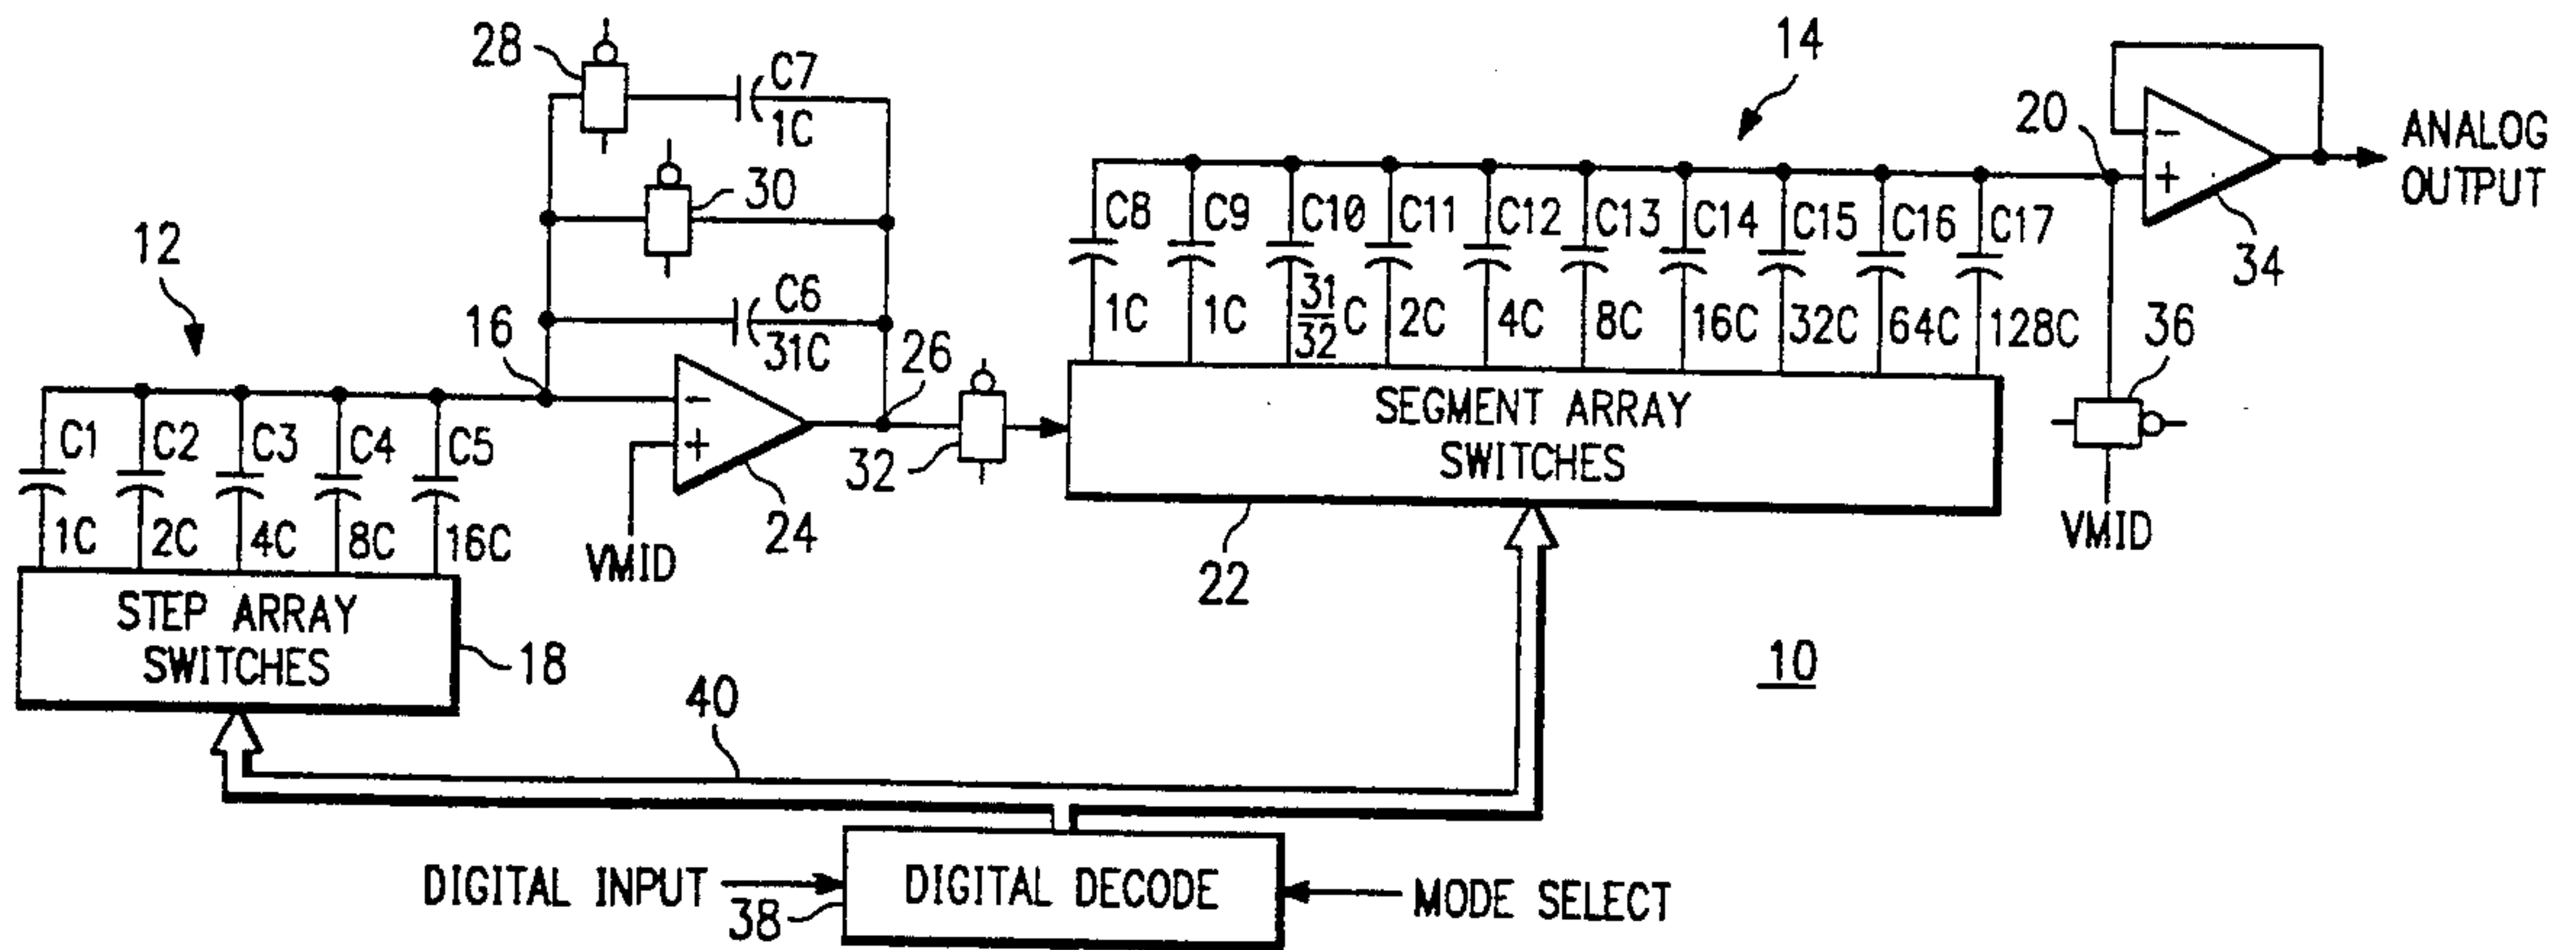 28
C7
1C
30
C6
31C
12
16
26
C1 C2 C3 C4 C5
1C 2C 4C 8C 16C
−
+
VMID
24
32
STEP ARRAY
SWITCHES
18
14
20
C8 C9 C10 C11 C12 C13 C14 C15 C16 C17
1C 1C 31/32 C 2C 4C 8C 16C 32C 64C 128C
SEGMENT ARRAY
SWITCHES
22
−
+
34
ANALOG
OUTPUT
36
VMID
10
40
DIGITAL INPUT
38
DIGITAL DECODE
MODE SELECT